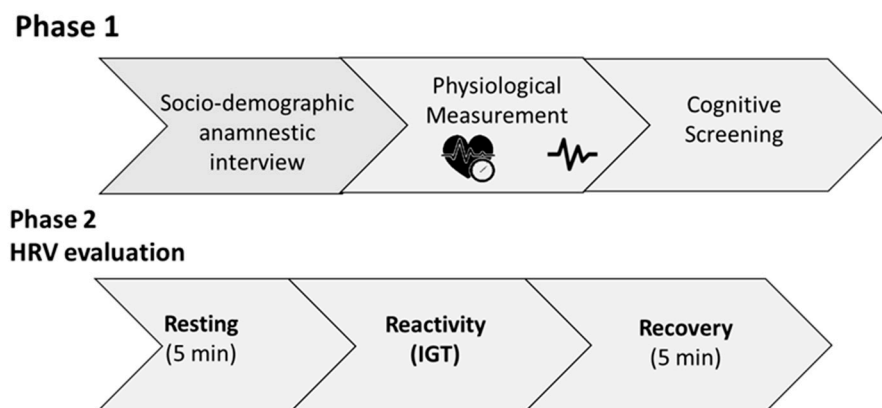 Phase 1
Socio-demographic
anamnestic
interview
Physiological
Measurement
Cognitive
Screening
Phase 2
HRV evaluation
Resting
(5 min)
Reactivity
(IGT)
Recovery
(5 min)